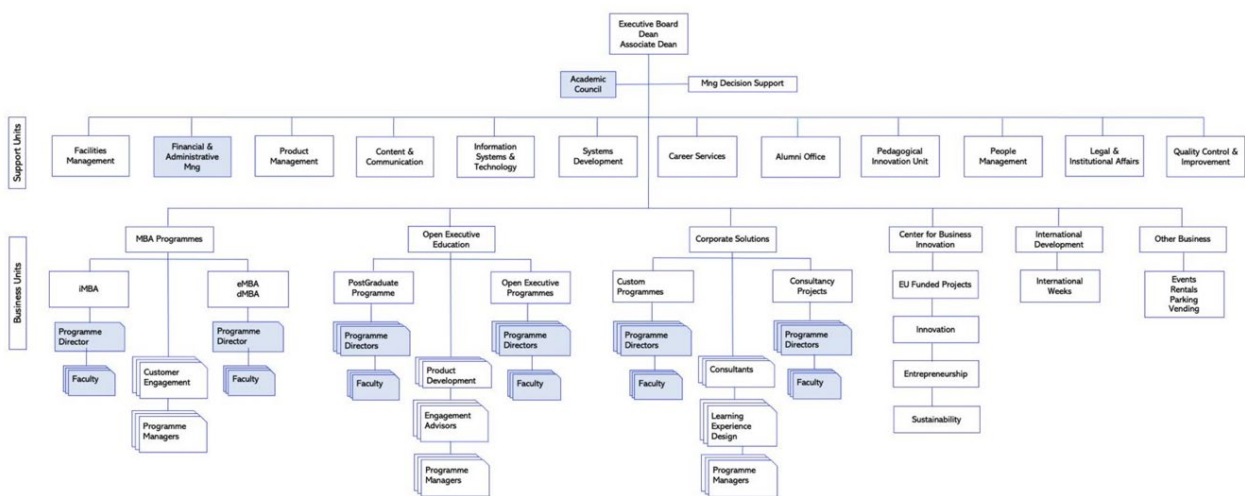 Executive Board
Dean
Associate Dean
Academic
Council
Mng Decision Support
Support Units
Facilities
Management
Financial &
Administrative
Mng
Product
Management
Content &
Communication
Information
Systems &
Technology
Systems
Development
Career Services
Alumni Office
Pedagogical
Innovation Unit
People
Management
Legal &
Institutional Affairs
Quality Control &
Improvement
Business Units
MBA Programmes
iMBA
Programme
Director
Faculty
eMBA
dMBA
Programme
Director
Faculty
Customer
Engagement
Programme
Managers
Open Executive
Education
PostGraduate
Programme
Programme
Directors
Faculty
Open Executive
Programmes
Programme
Directors
Faculty
Product
Development
Engagement
Advisors
Programme
Managers
Corporate Solutions
Custom
Programmes
Programme
Directors
Faculty
Consultancy
Projects
Programme
Directors
Faculty
Consultants
Learning
Experience
Design
Programme
Managers
Center for Business
Innovation
EU Funded Projects
Innovation
Entrepreneurship
Sustainability
International
Development
International
Weeks
Other Business
Events
Rentals
Parking
Vending